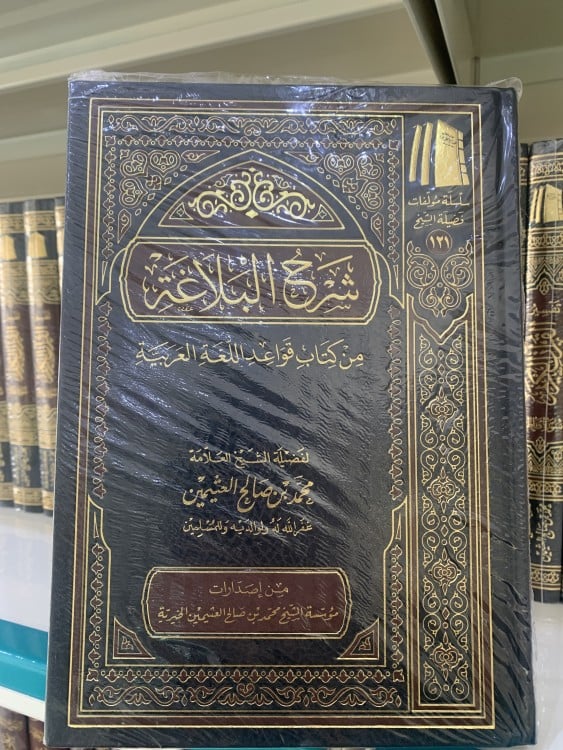 سلسلة مؤلفات
فضيلة الشيخ
١٣١
شرح البلاغة
من كتاب قواعد اللغة العربية
لفضيلة الشيخ العلامة
محمد بن صالح العثيمين
غفر الله له ولوالديه وللمسلمين
من إصدارات
مؤسسة الشيخ محمد بن صالح العثيمين الخيرية